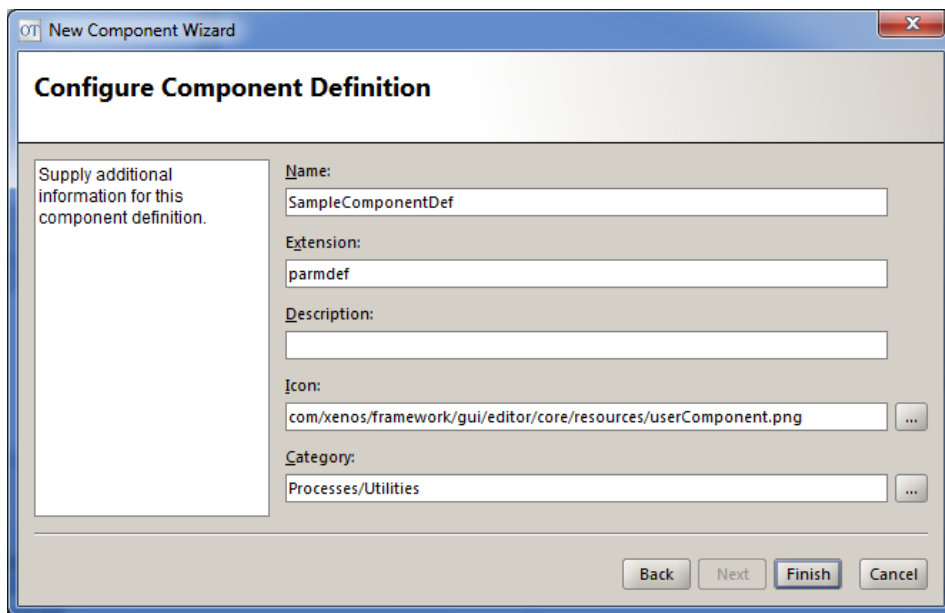 OT New Component Wizard
Configure Component Definition
Supply additional
information for this
component definition.
Name:
SampleComponentDef
Extension:
parmdef
Description:
Icon:
com/xenos/framework/gui/editor/core/resources/userComponent.png
...
Category:
Processes/Utilities
...
Back Next Finish Cancel